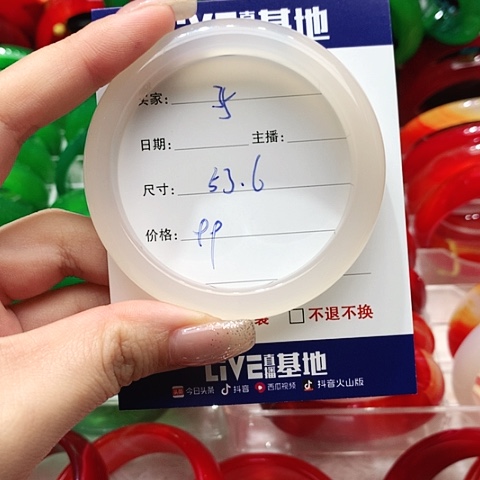 LIVE直播基地
买家:
日期: 主播:
尺寸: 53.6
价格: 99
装 □ 不退不换
LIVE直播基地
今日头条 抖音 西瓜视频 抖音火山版